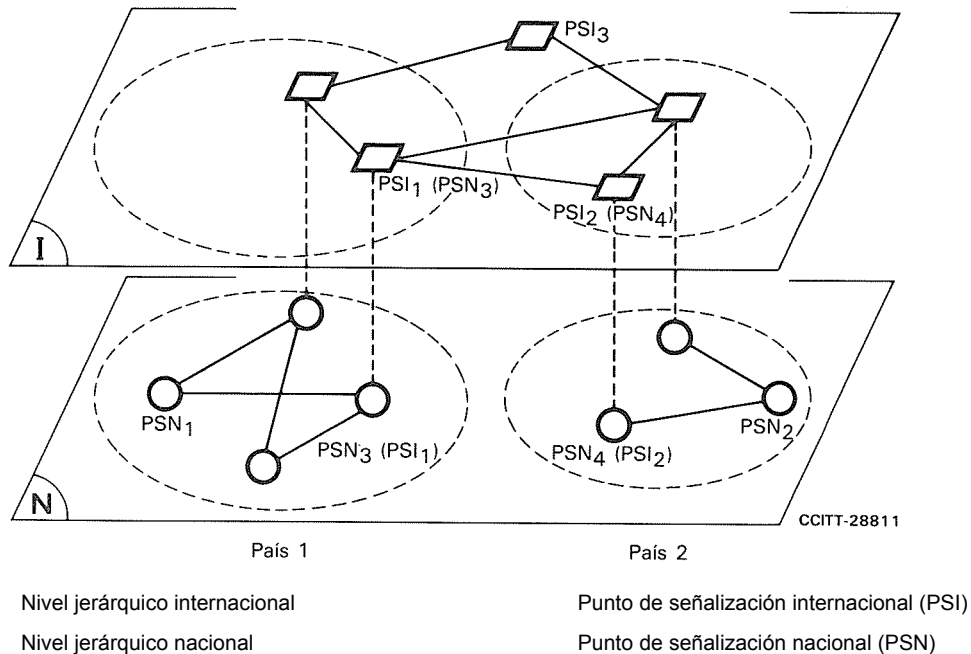 PSI3
PSI1 (PSN3)
PSI2 (PSN4)
I
PSN1
PSN3 (PSI1)
PSN4 (PSI2)
PSN2
N
CCITT-28811
País 1
País 2
Nivel jerárquico internacional
Punto de señalización internacional (PSI)
Nivel jerárquico nacional
Punto de señalización nacional (PSN)